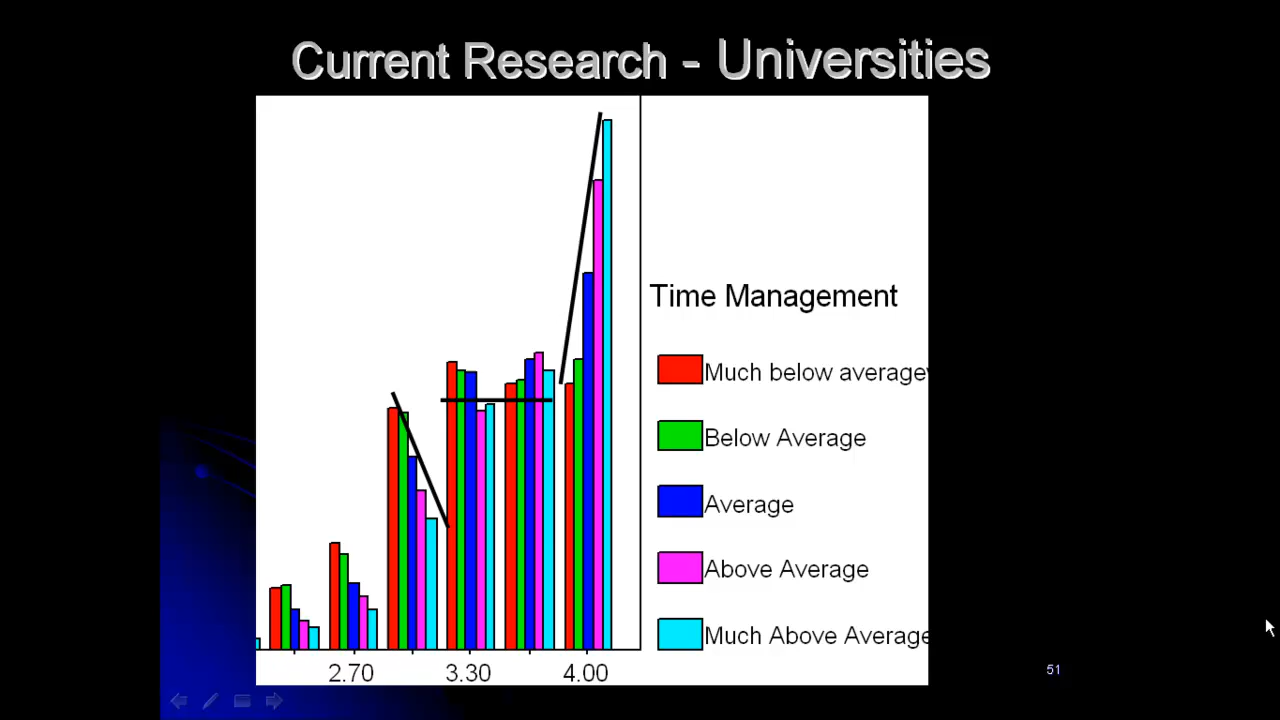 Current Research - Universities
Time Management
Much below average
Below Average
Average
Above Average
Much Above Average
2.70 3.30 4.00
51